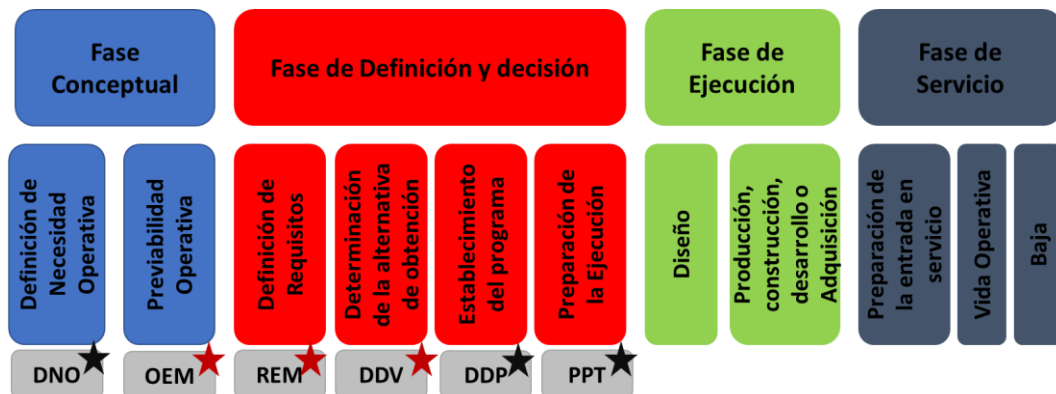 Fase
Conceptual
Fase de Definición y decisión
Fase de
Ejecución
Fase de
Servicio
Definición de
Necesidad
Operativa
Previabilidad
Operativa
Definición de
Requisitos
Determinación
de la alternativa
de obtención
Establecimiento
del programa
Preparación de
la Ejecución
Diseño
Producción,
construcción,
desarrollo o
Adquisición
Preparación de
la entrada en
servicio
Vida Operativa
Baja
DNO
OEM
REM
DDV
DDP
PPT